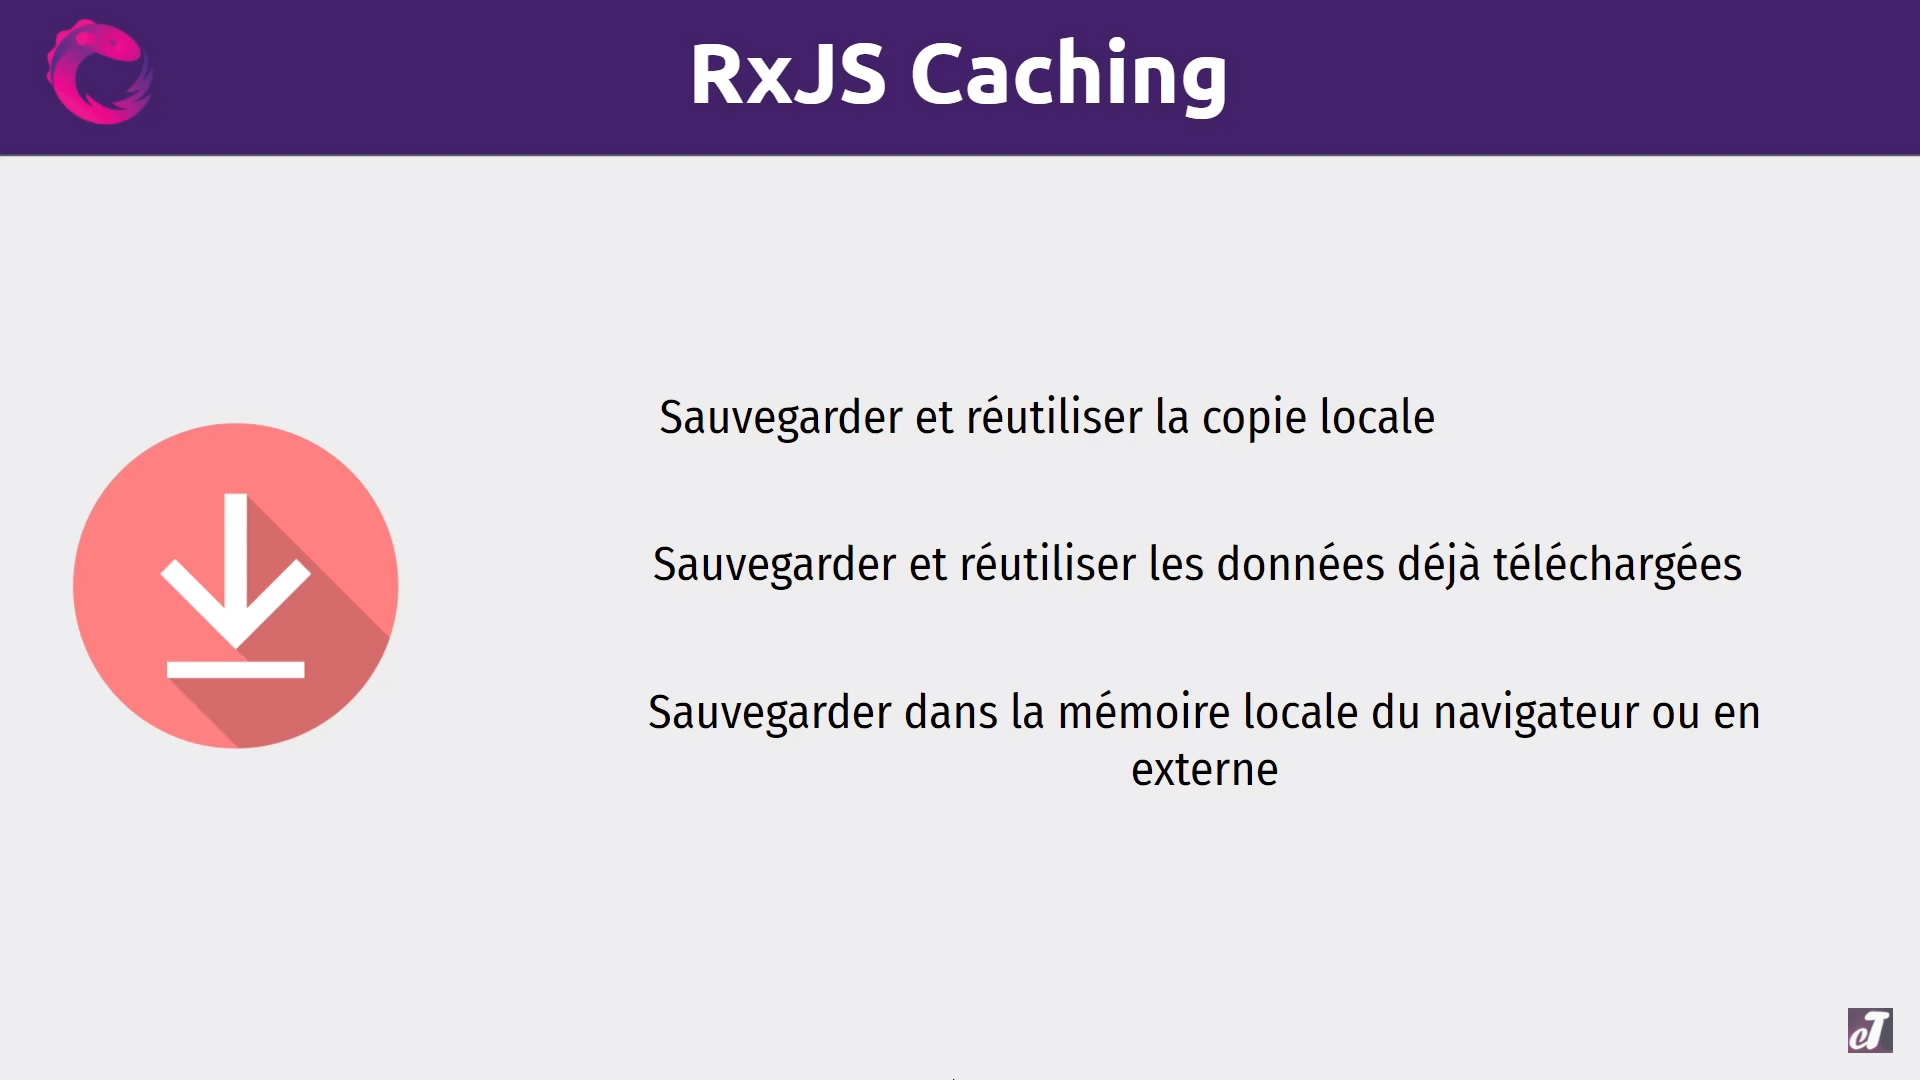 RxJS Caching
Sauvegarder et réutiliser la copie locale
Sauvegarder et réutiliser les données déjà téléchargées
Sauvegarder dans la mémoire locale du navigateur ou en
externe
eT